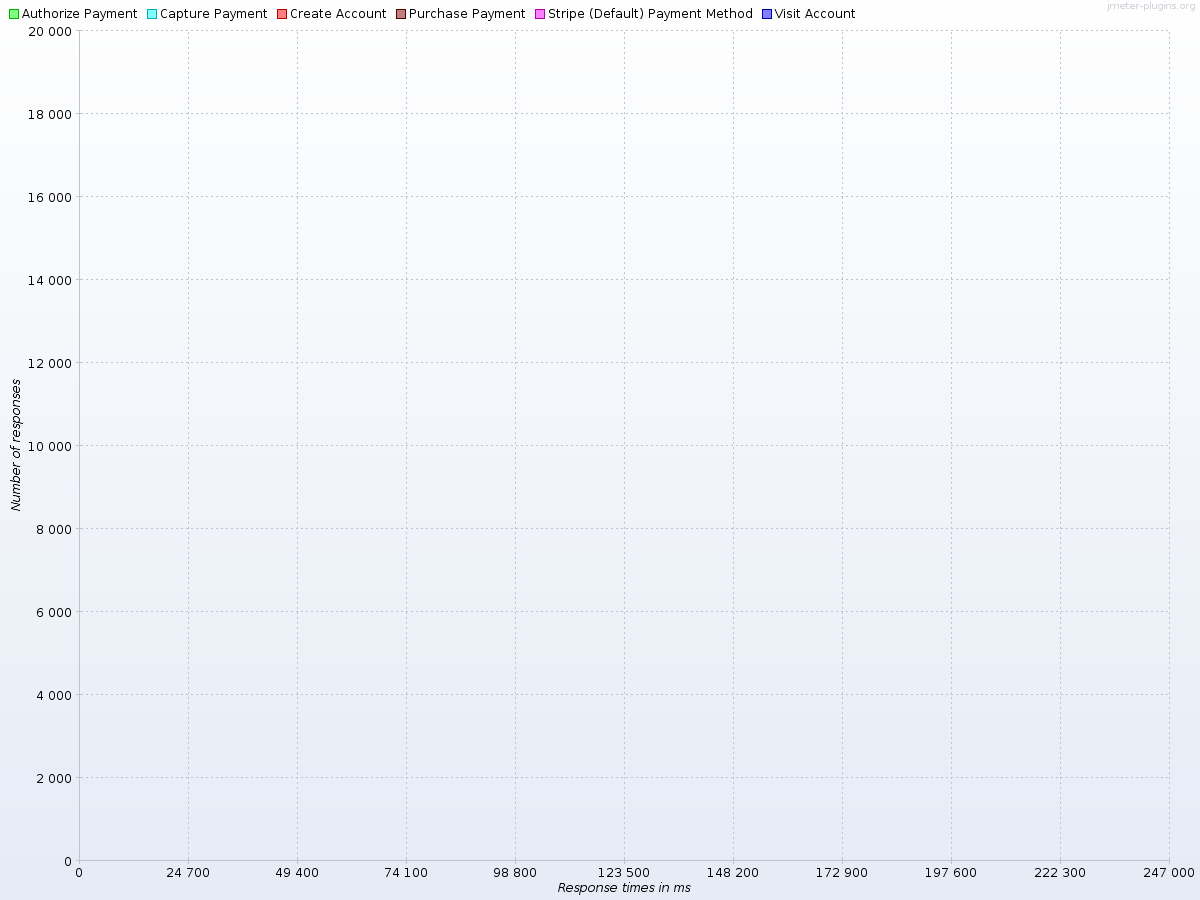 Authorize Payment Capture Payment Create Account Purchase Payment Stripe (Default) Payment Method Visit Account
jmeter-plugins.org
20 000
18 000
16 000
14 000
12 000
10 000
8 000
6 000
4 000
2 000
0
Number of responses
0 24 700 49 400 74 100 98 800 123 500 148 200 172 900 197 600 222 300 247 000
Response times in ms